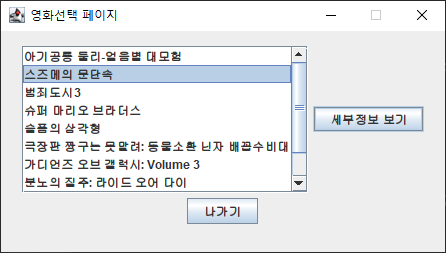 영화선택 페이지
아기공룡 둘리-얼음별 대모험
스즈메의 문단속
범죄도시3
슈퍼 마리오 브라더스
슬픔의 삼각형
극장판 짱구는 못말려: 동물소환 닌자 배꼽수비대
가디언즈 오브 갤럭시: Volume 3
분노의 질주: 라이드 오어 다이
세부정보 보기
나가기